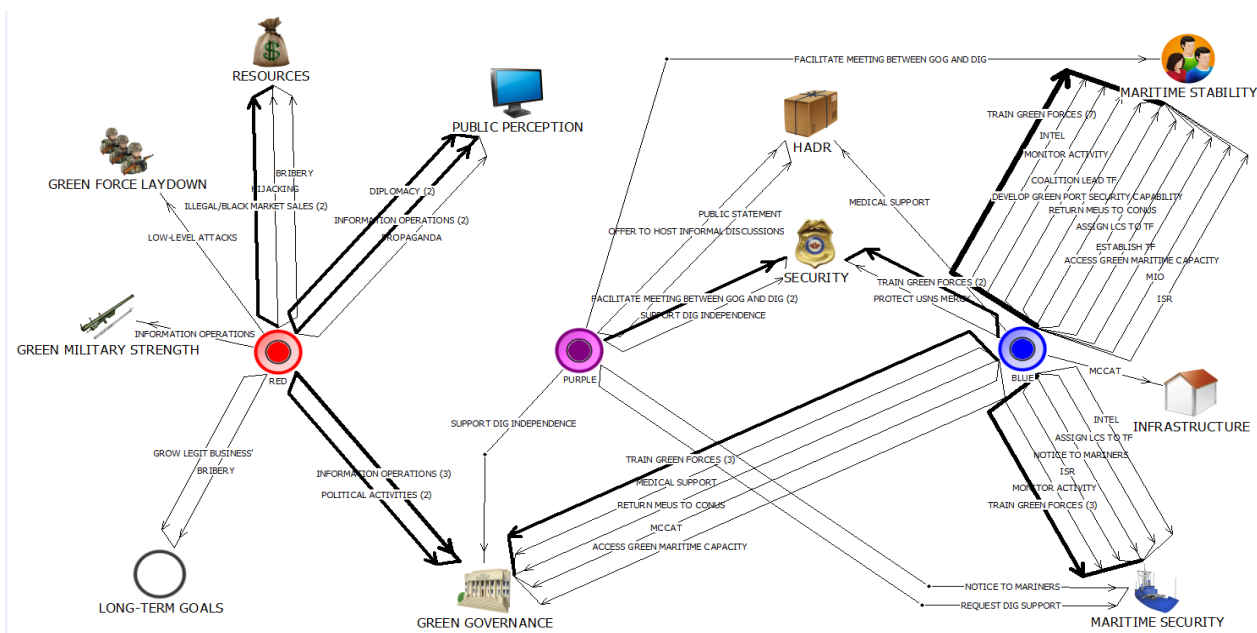 RESOURCES
PUBLIC PERCEPTION
GREEN FORCE LAYDOWN
BRIBERY
HIJACKING
ILLEGAL/BLACK MARKET SALES (2)
LOW-LEVEL ATTACKS
DIPLOMACY (2)
INFORMATION OPERATIONS (2)
PROPAGANDA
GREEN MILITARY STRENGTH
INFORMATION OPERATIONS
RED
GROW LEGIT BUSINESS'
BRIBERY
INFORMATION OPERATIONS (3)
POLITICAL ACTIVITIES (2)
LONG-TERM GOALS
GREEN GOVERNANCE
FACILITATE MEETING BETWEEN GOG AND DIG
HADR
PUBLIC STATEMENT
OFFER TO HOST INFORMAL DISCUSSIONS
MEDICAL SUPPORT
SECURITY
FACILITATE MEETING BETWEEN GOG AND DIG (2)
SUPPORT DIG INDEPENDENCE
TRAIN GREEN FORCES (2)
PROTECT USNS MERCY
PURPLE
SUPPORT DIG INDEPENDENCE
TRAIN GREEN FORCES (3)
MEDICAL SUPPORT
RETURN MEUS TO CONUS
MCCAT
ACCESS GREEN MARITIME CAPACITY
MARITIME STABILITY
TRAIN GREEN FORCES (7)
INTEL
MONITOR ACTIVITY
COALITION LEAD TF
DEVELOP GREEN PORT SECURITY CAPABILITY
RETURN MEUS TO CONUS
ASSIGN LCS TO TF
ESTABLISH TF
ACCESS GREEN MARITIME CAPACITY
MIO
ISR
BLUE
MCCAT
INFRASTRUCTURE
INTEL
ASSIGN LCS TO TF
NOTICE TO MARINERS
ISR
MONITOR ACTIVITY
TRAIN GREEN FORCES (3)
NOTICE TO MARINERS
REQUEST DIG SUPPORT
MARITIME SECURITY